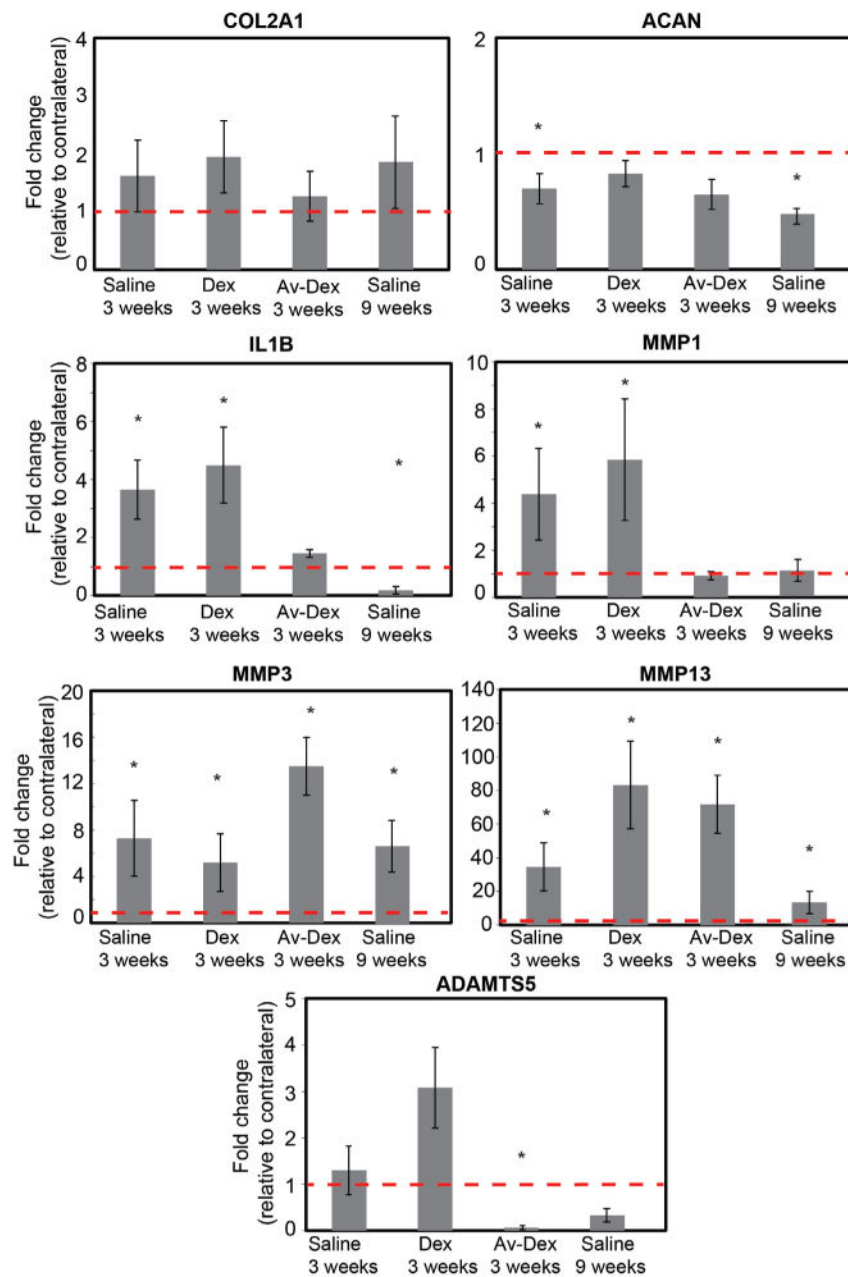 COL2A1
Fold change
(relative to contralateral)
4
3
2
1
0
Saline Dex Av-Dex Saline
3 weeks 3 weeks 3 weeks 9 weeks
ACAN
2
1
0
* *
Saline Dex Av-Dex Saline
3 weeks 3 weeks 3 weeks 9 weeks
IL1B
Fold change
(relative to contralateral)
8
6
4
2
0
* * *
Saline Dex Av-Dex Saline
3 weeks 3 weeks 3 weeks 9 weeks
MMP1
10
8
6
4
2
0
* *
Saline Dex Av-Dex Saline
3 weeks 3 weeks 3 weeks 9 weeks
MMP3
Fold change
(relative to contralateral)
20
16
12
8
4
0
* * * *
Saline Dex Av-Dex Saline
3 weeks 3 weeks 3 weeks 9 weeks
MMP13
140
120
100
80
60
40
20
0
* * * *
Saline Dex Av-Dex Saline
3 weeks 3 weeks 3 weeks 9 weeks
ADAMTS5
Fold change
(relative to contralateral)
5
4
3
2
1
0
*
Saline Dex Av-Dex Saline
3 weeks 3 weeks 3 weeks 9 weeks